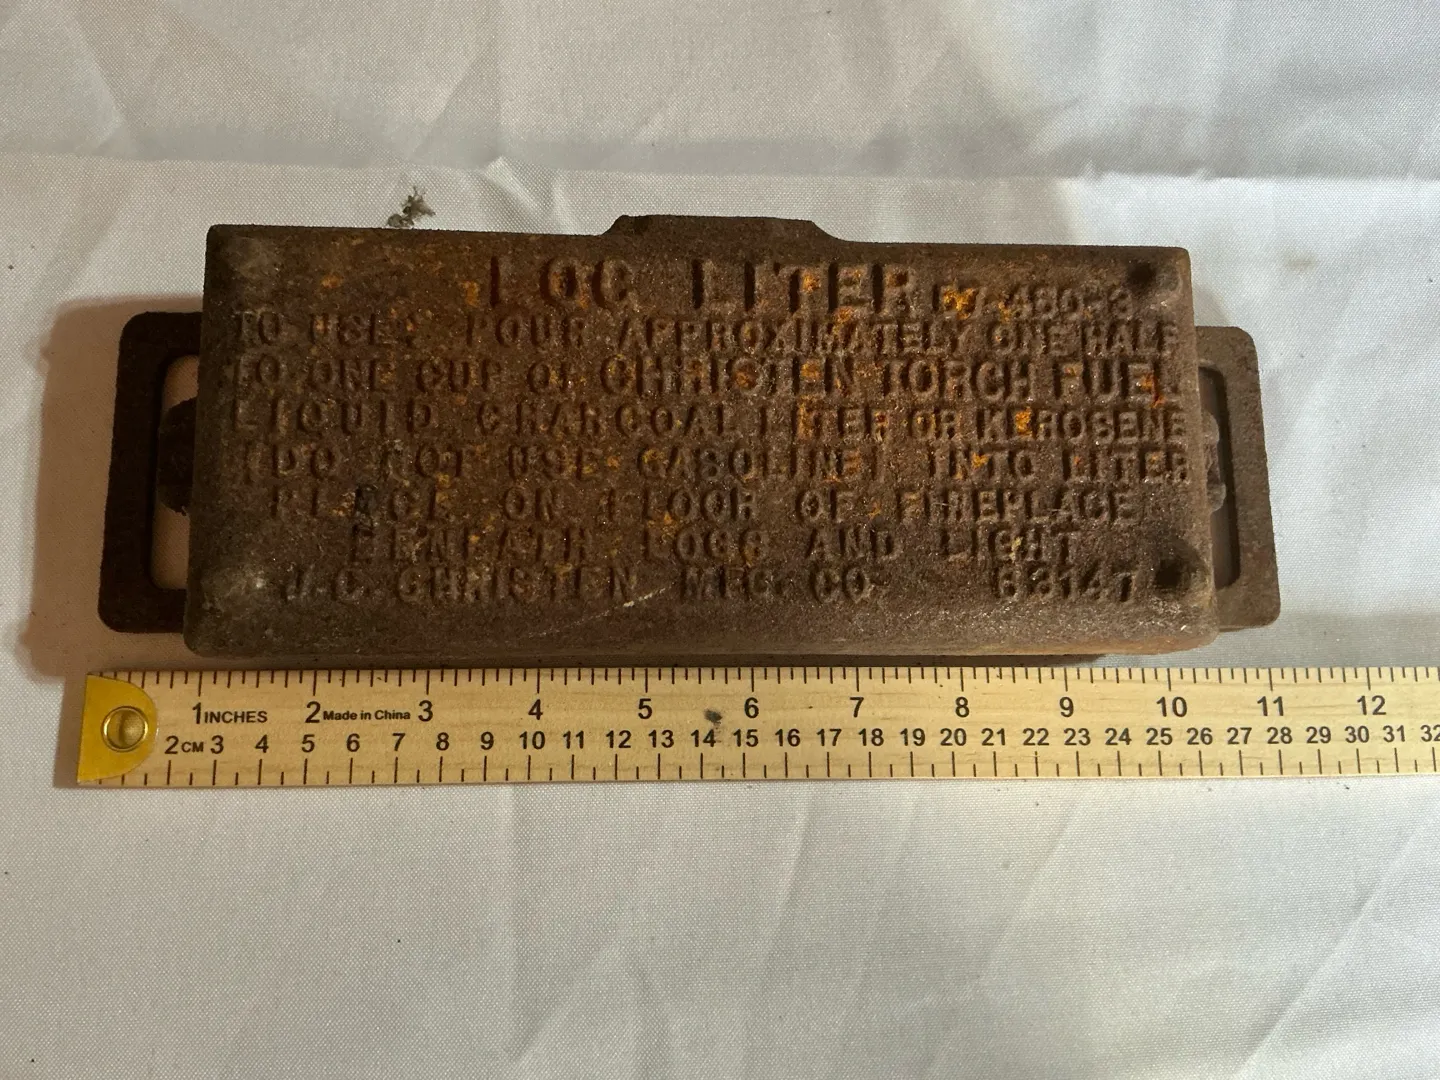 LOG LITER 57-450-3
TO USE: POUR APPROXIMATELY ONE HALF
TO ONE CUP OF CHRISTEN TORCH FUEL
LIQUID CHARCOAL LITER OR KEROSENE
(DO NOT USE GASOLINE) INTO LITER
PLACE ON FLOOR OF FIREPLACE
BENEATH LOGS AND LIGHT
J.C. CHRISTEN MFG. CO. 63147
1 INCHES 2 Made in China 3 4 5 6 7 8 9 10 11 12
2 CM 3 4 5 6 7 8 9 10 11 12 13 14 15 16 17 18 19 20 21 22 23 24 25 26 27 28 29 30 31 32